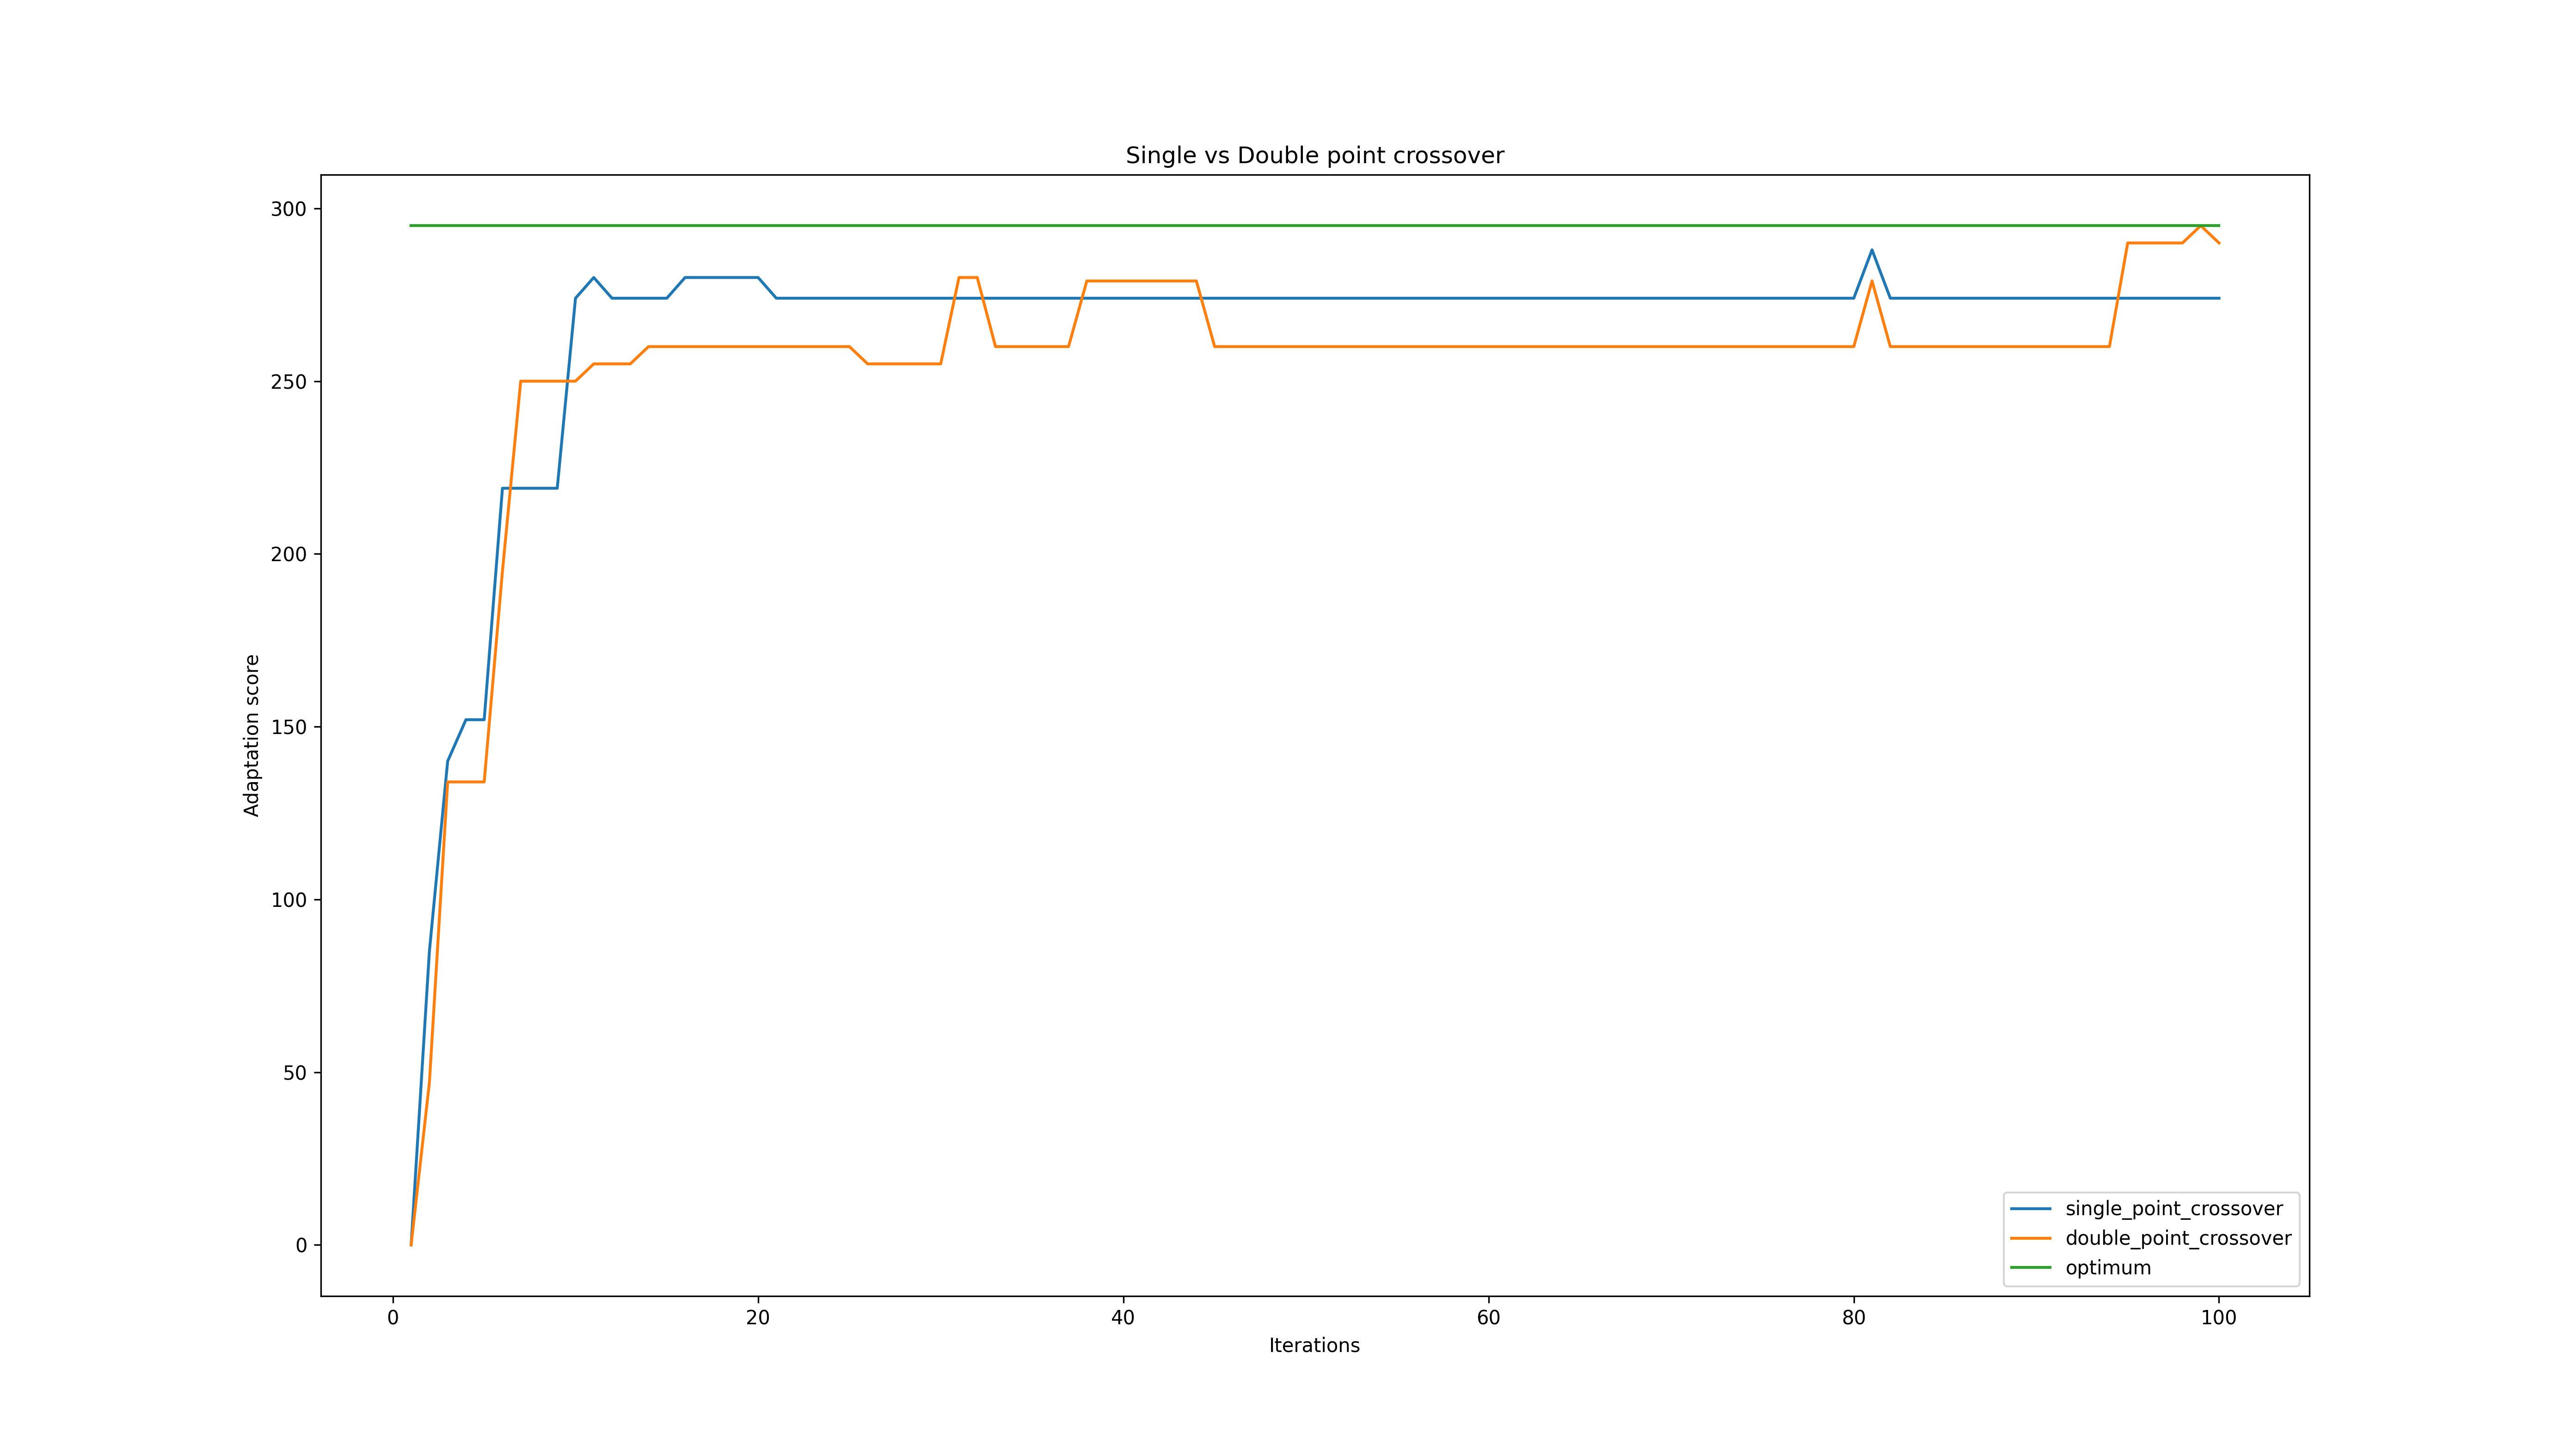 Single vs Double point crossover
300
250
200
150
100
50
0
Adaptation score
0 20 40 60 80 100
Iterations
single_point_crossover
double_point_crossover
optimum